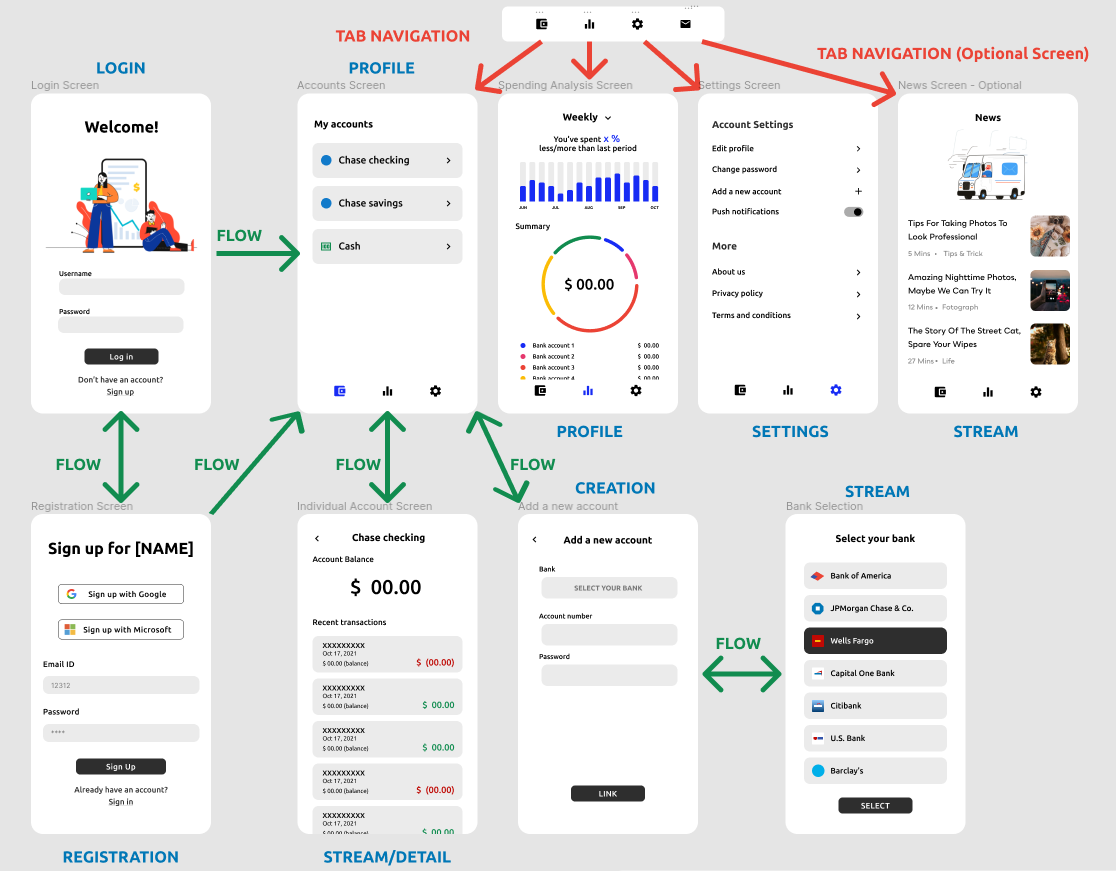 TAB NAVIGATION
TAB NAVIGATION (Optional Screen)
LOGIN
PROFILE
Login Screen
Accounts Screen
Spending Analysis Screen
Settings Screen
News Screen - Optional
Welcome!
Username
Password
Log in
Don't have an account?
Sign up
FLOW
My accounts
Chase checking
Chase savings
Cash
Weekly
You've spent x %
less/more than last period
JUN JUL AUG SEP OCT
Summary
$ 00.00
Bank account 1 $ 00.00
Bank account 2 $ 00.00
Bank account 3 $ 00.00
Bank account 4 $ 00.00
Account Settings
Edit profile
Change password
Add a new account
Push notifications
More
About us
Privacy policy
Terms and conditions
News
Tips For Taking Photos To
Look Professional
5 Mins • Tips & Trick
Amazing Nighttime Photos,
Maybe We Can Try It
12 Mins • Fotograph
The Story Of The Street Cat,
Spare Your Wipes
27 Mins • Life
PROFILE
SETTINGS
STREAM
FLOW
FLOW
FLOW
FLOW
CREATION
STREAM
Registration Screen
Individual Account Screen
Add a new account
Bank Selection
Sign up for [NAME]
Sign up with Google
Sign up with Microsoft
Email ID
12312
Password
****
Sign Up
Already have an account?
Sign in
Chase checking
Account Balance
$ 00.00
Recent transactions
XXXXXXXXX
Oct 17, 2021
$ 00.00 (balance) $ (00.00)
XXXXXXXXX
Oct 17, 2021
$ 00.00 (balance) $ 00.00
XXXXXXXXX
Oct 17, 2021
$ 00.00 (balance) $ 00.00
XXXXXXXXX
Oct 17, 2021
$ 00.00 (balance) $ (00.00)
XXXXXXXXX
Oct 17, 2021
$ 00.00 (balance) $ 00.00
Add a new account
Bank
SELECT YOUR BANK
Account number
Password
LINK
FLOW
Select your bank
Bank of America
JPMorgan Chase & Co.
Wells Fargo
Capital One Bank
Citibank
U.S. Bank
Barclay's
SELECT
REGISTRATION
STREAM/DETAIL